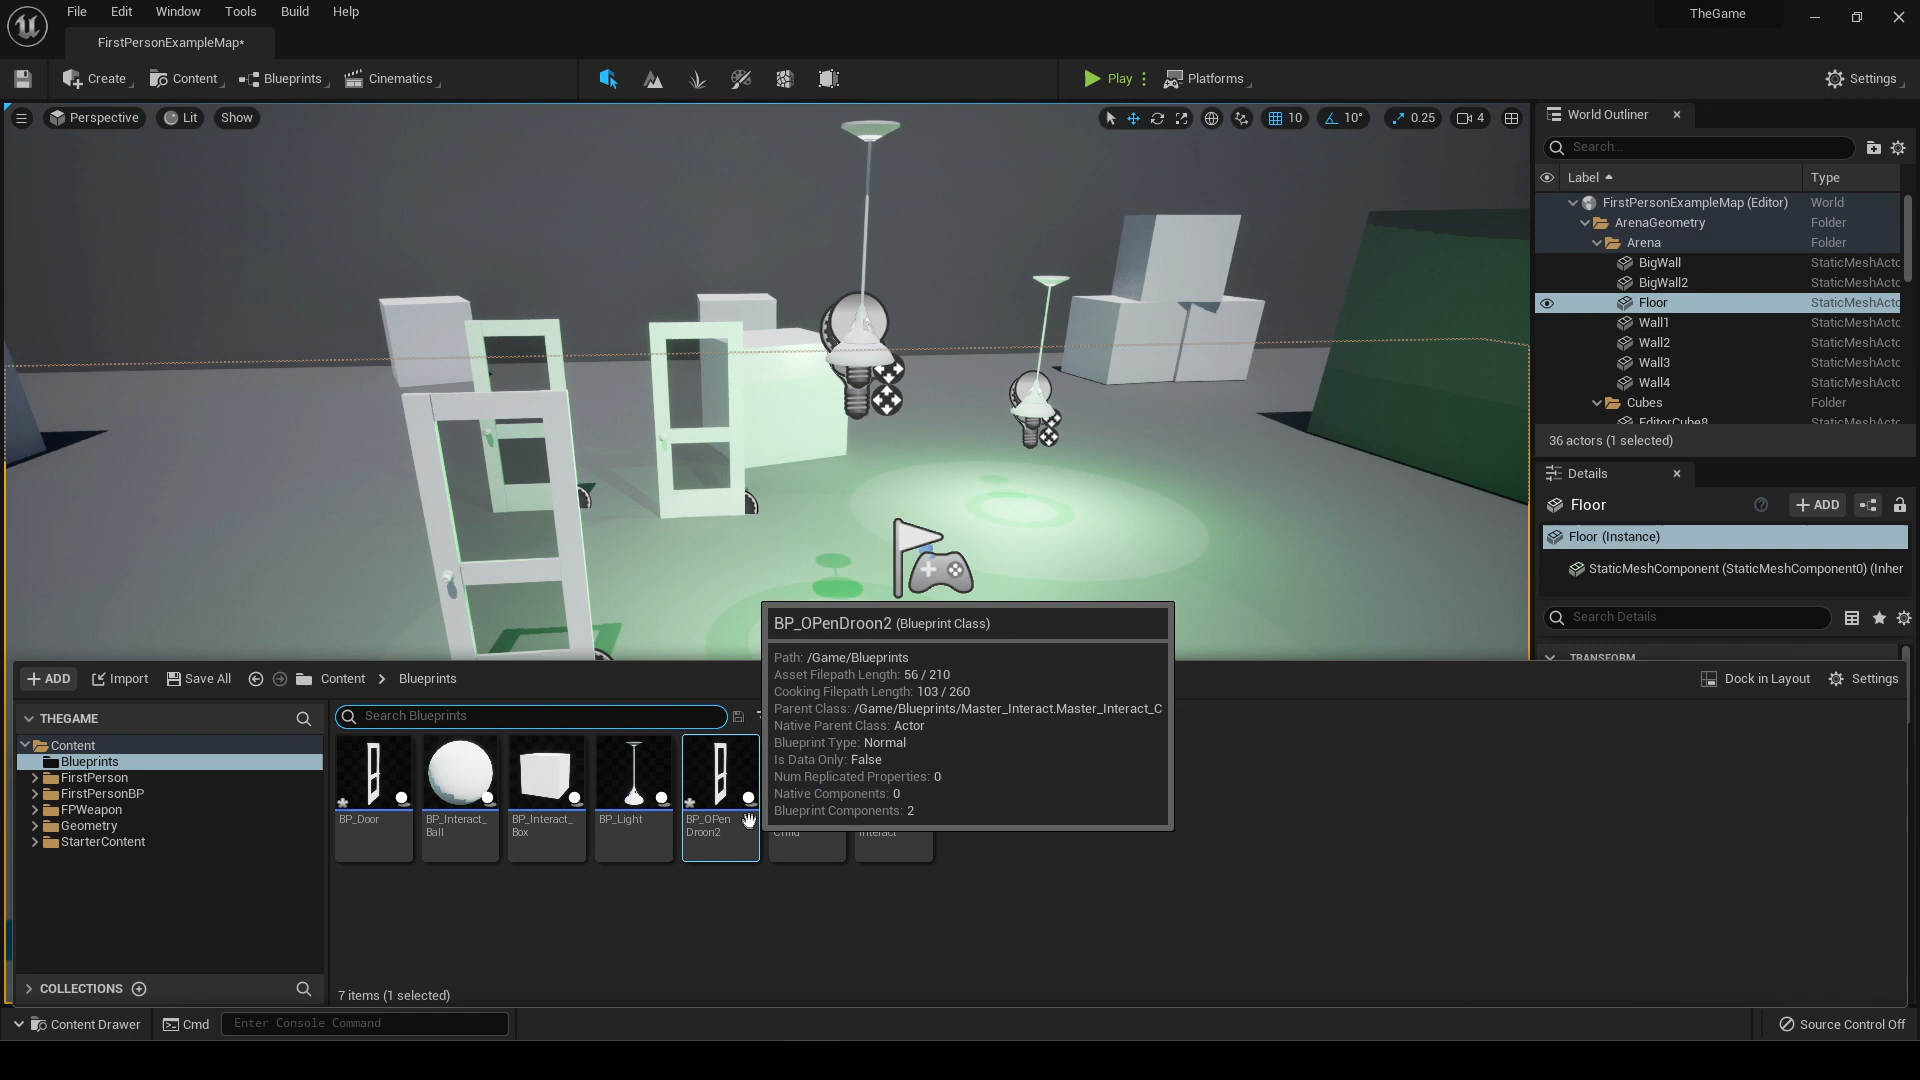 File Edit Window Tools Build Help
TheGame
FirstPersonExampleMap*
Create Content Blueprints Cinematics
Play Platforms
Settings
Perspective Lit Show
10 10° 0.25 4
World Outliner
Search...
Label Type
FirstPersonExampleMap (Editor) World
ArenaGeometry Folder
Arena Folder
BigWall StaticMeshActo
BigWall2 StaticMeshActo
Floor StaticMeshActo
Wall1 StaticMeshActo
Wall2 StaticMeshActo
Wall3 StaticMeshActo
Wall4 StaticMeshActo
Cubes Folder
EditorCube8 StaticMeshActo
36 actors (1 selected)
Details
Floor
ADD
Floor (Instance)
StaticMeshComponent (StaticMeshComponent0) (Inher
Search Details
TRANSFORM
BP_OPenDroon2 (Blueprint Class)
Path: /Game/Blueprints
Asset Filepath Length: 56 / 210
Cooking Filepath Length: 103 / 260
Parent Class: /Game/Blueprints/Master_Interact.Master_Interact_C
Native Parent Class: Actor
Blueprint Type: Normal
Is Data Only: False
Num Replicated Properties: 0
Native Components: 0
Blueprint Components: 2
ADD Import Save All Content Blueprints
Dock in Layout Settings
THEGAME
Content
Blueprints
FirstPerson
FirstPersonBP
FPWeapon
Geometry
StarterContent
COLLECTIONS
Search Blueprints
BP_Door
BP_Interact_
Ball
BP_Interact_
Box
BP_Light
BP_OPen
Droon2
Child
Interact
7 items (1 selected)
Content Drawer Cmd Enter Console Command
Source Control Off